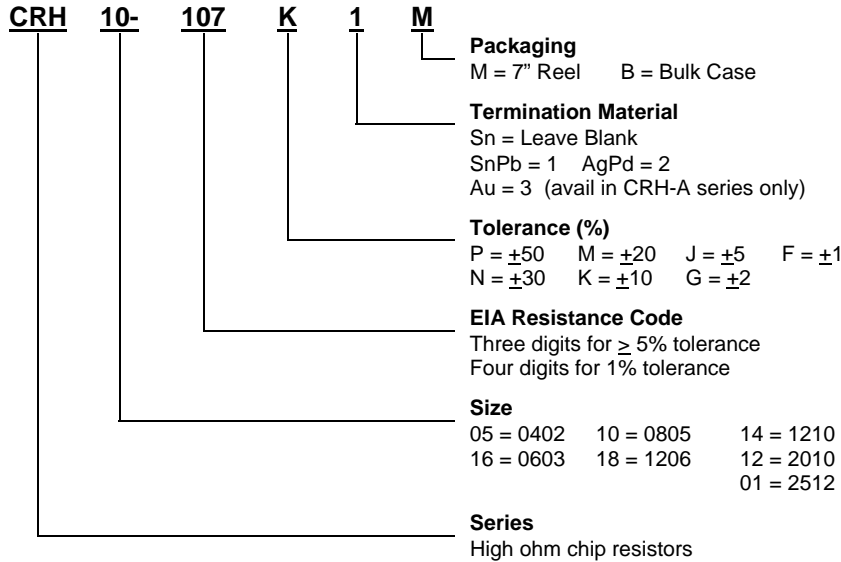 CRH 10- 107 K 1 M
Packaging
M = 7” Reel B = Bulk Case
Termination Material
Sn = Leave Blank
SnPb = 1 AgPd = 2
Au = 3 (avail in CRH-A series only)
Tolerance (%)
P = ±50 M = ±20 J = ±5 F = ±1
N = ±30 K = ±10 G = ±2
EIA Resistance Code
Three digits for ≥ 5% tolerance
Four digits for 1% tolerance
Size
05 = 0402 10 = 0805 14 = 1210
16 = 0603 18 = 1206 12 = 2010
01 = 2512
Series
High ohm chip resistors